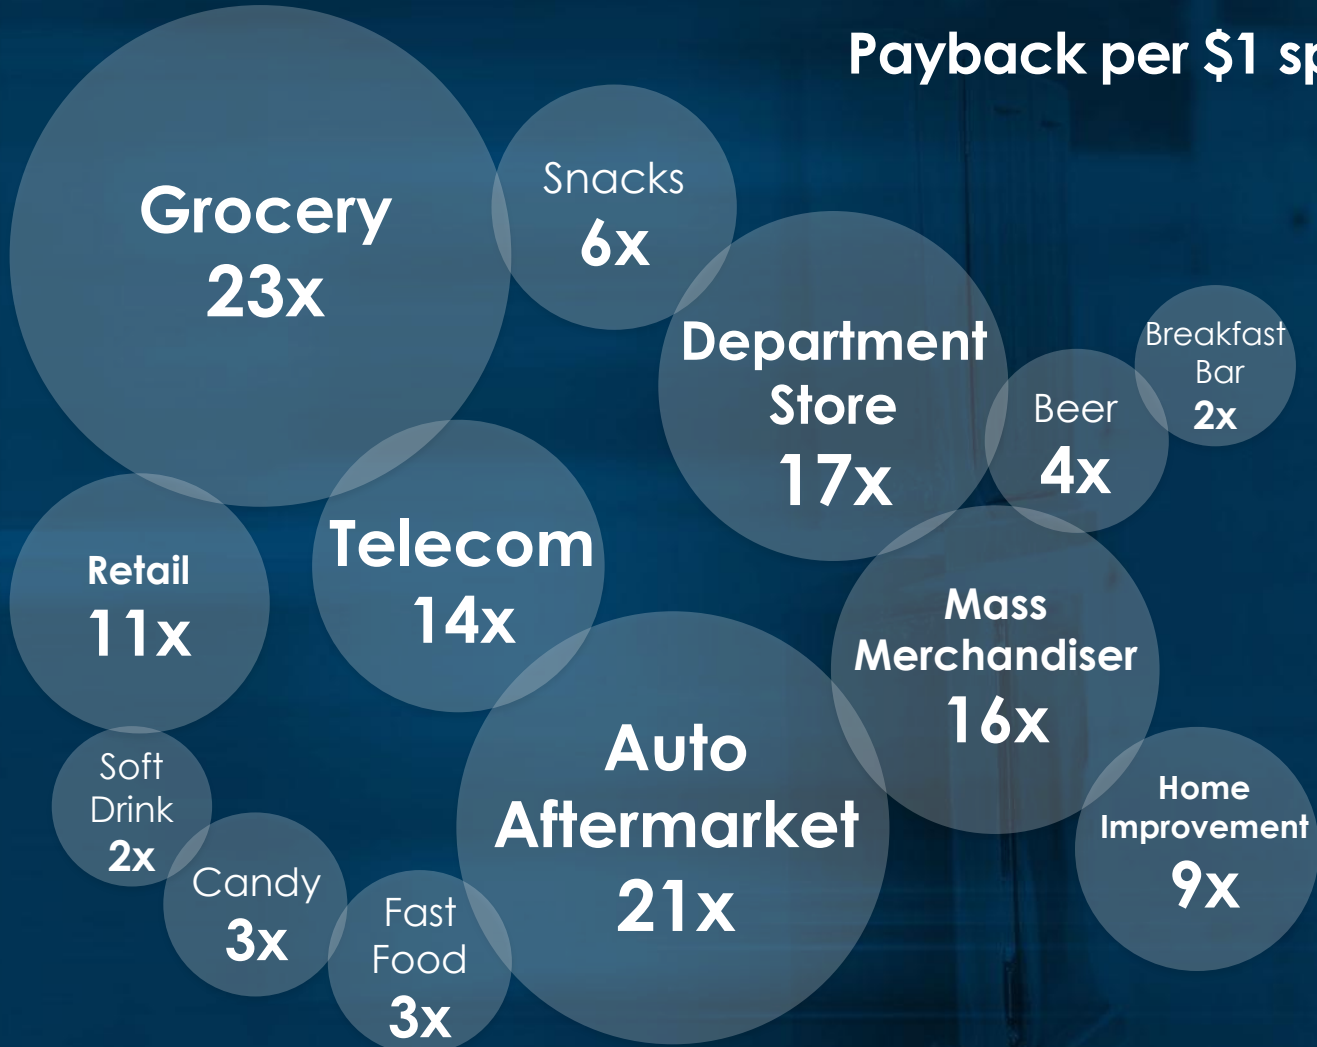 Payback per $1 sp
Grocery
23x
Snacks
6x
Department
Store
17x
Breakfast
Bar
2x
Beer
4x
Retail
11x
Telecom
14x
Mass
Merchandiser
16x
Auto
Aftermarket
21x
Home
Improvement
9x
Soft
Drink
2x
Candy
3x
Fast
Food
3x